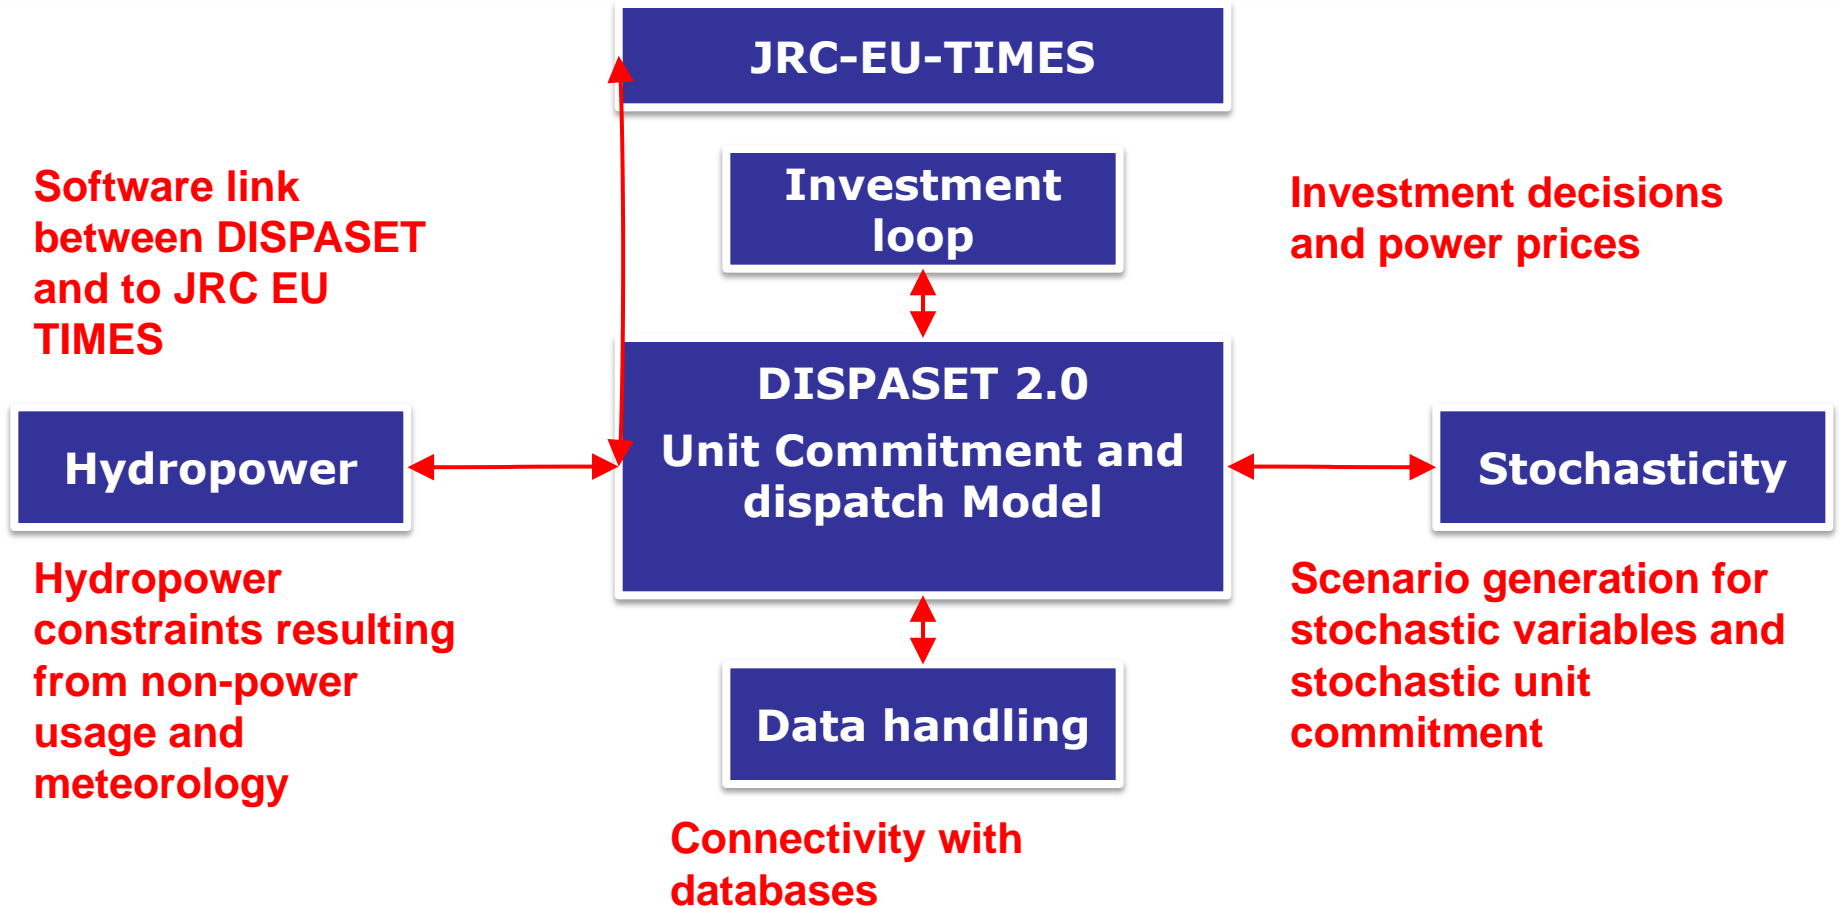 JRC-EU-TIMES
Software link
between DISPASET
and to JRC EU
TIMES
Investment
loop
Investment decisions
and power prices
DISPASET 2.0
Unit Commitment and
dispatch Model
Hydropower
Stochasticity
Hydropower
constraints resulting
from non-power
usage and
meteorology
Scenario generation for
stochastic variables and
stochastic unit
commitment
Data handling
Connectivity with
databases